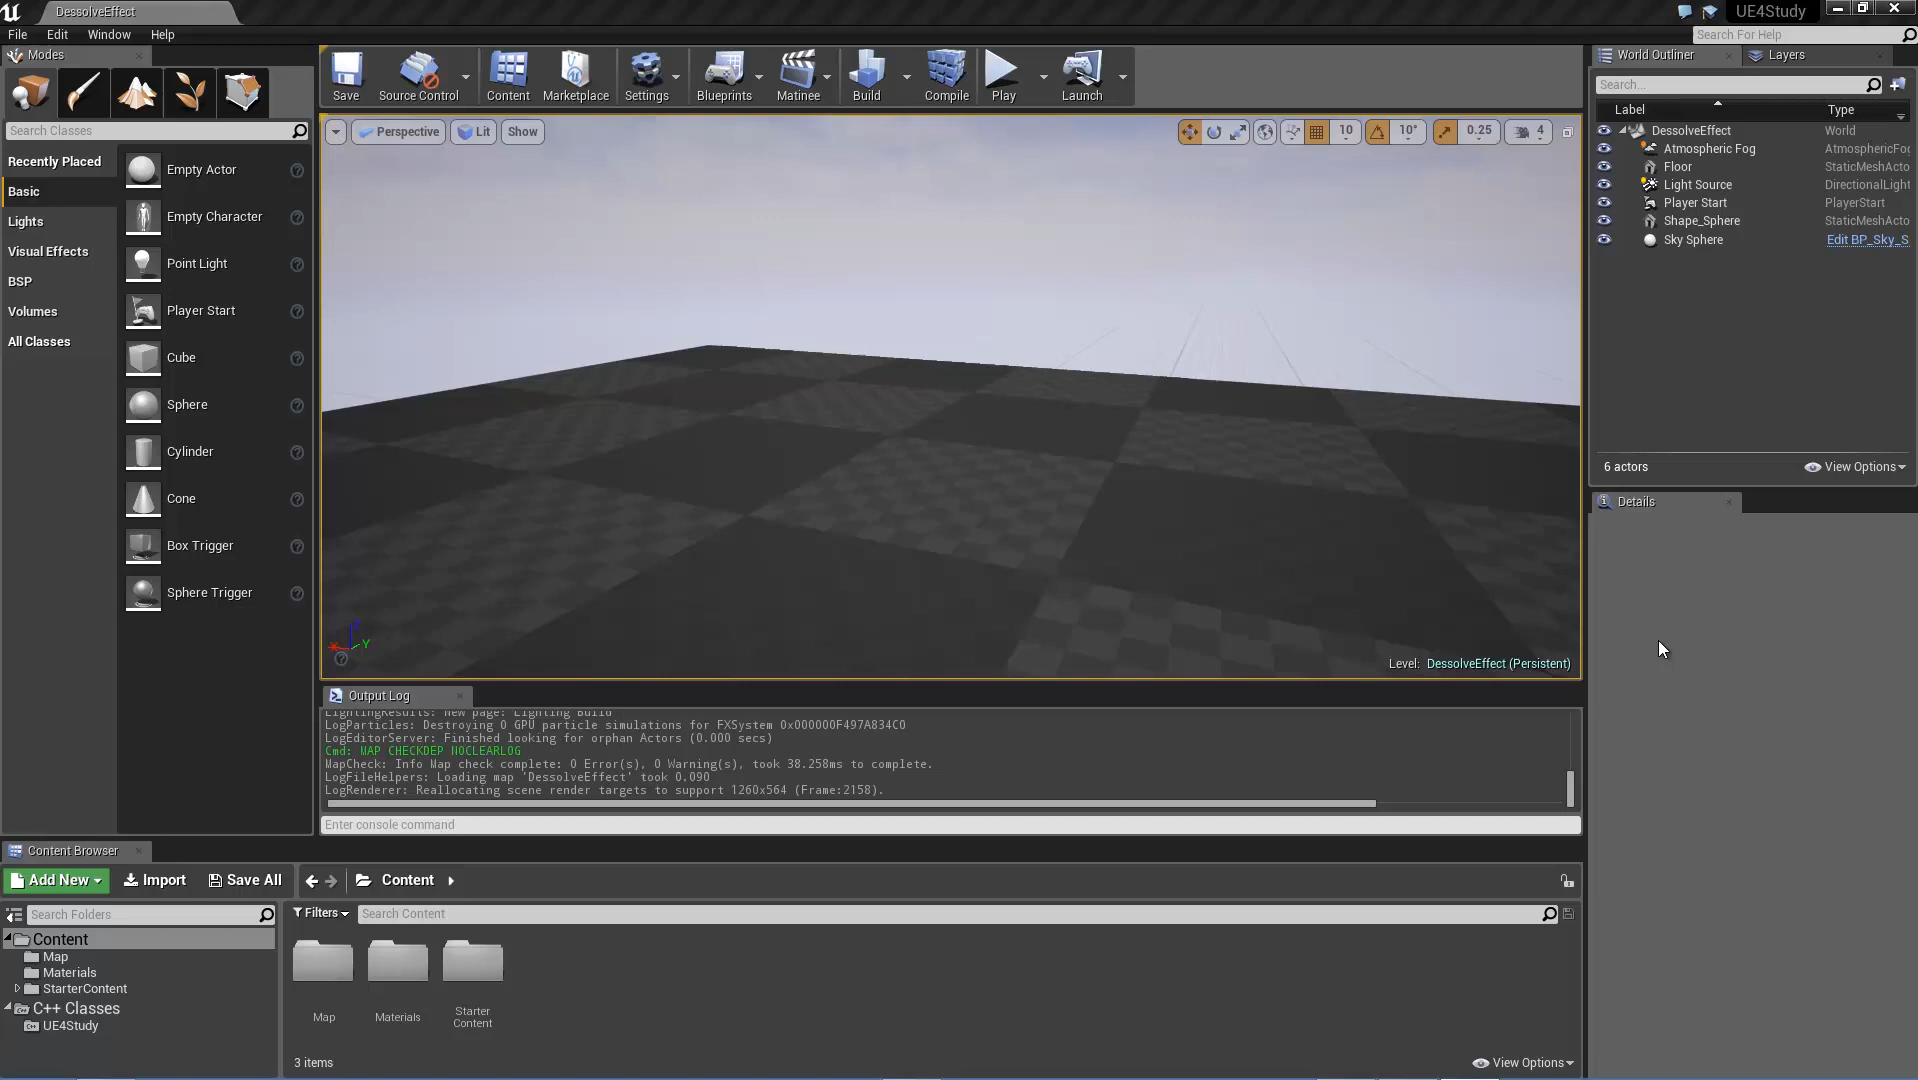 DessolveEffect
UE4Study
File Edit Window Help
Search For Help
Modes
Search Classes
Recently Placed
Basic
Lights
Visual Effects
BSP
Volumes
All Classes
Empty Actor
Empty Character
Point Light
Player Start
Cube
Sphere
Cylinder
Cone
Box Trigger
Sphere Trigger
Save Source Control Content Marketplace Settings Blueprints Matinee Build Compile Play Launch
Perspective Lit Show
10 10° 0.25 4
X Y Z
Level: DessolveEffect (Persistent)
Output Log
LightingResults: New page: Lighting Build
LogParticles: Destroying 0 GPU particle simulations for FXSystem 0x000000F497A834C0
LogEditorServer: Finished looking for orphan Actors (0.000 secs)
Cmd: MAP CHECKDEP NOCLEARLOG
MapCheck: Info Map check complete: 0 Error(s), 0 Warning(s), took 38.258ms to complete.
LogFileHelpers: Loading map 'DessolveEffect' took 0.090
LogRenderer: Reallocating scene render targets to support 1260x564 (Frame:2158).
Enter console command
World Outliner Layers
Search...
Label Type
DessolveEffect World
Atmospheric Fog AtmosphericFog
Floor StaticMeshActo
Light Source DirectionalLight
Player Start PlayerStart
Shape_Sphere StaticMeshActo
Sky Sphere Edit BP_Sky_S
6 actors View Options
Details
Content Browser
Add New Import Save All Content
Search Folders
Content
Map
Materials
StarterContent
C++ Classes
UE4Study
Filters Search Content
Map
Materials
Starter
Content
3 items View Options